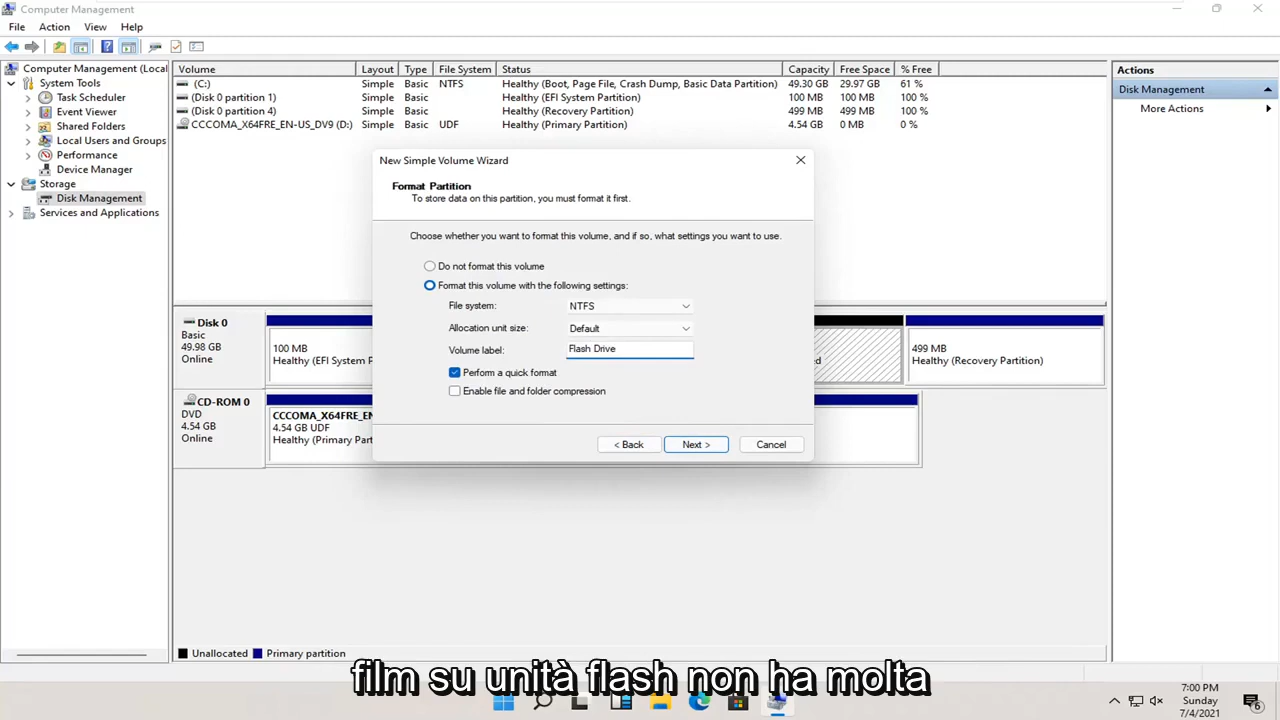 Computer Management
File Action View Help
Computer Management (Local
System Tools
Task Scheduler
Event Viewer
Shared Folders
Local Users and Groups
Performance
Device Manager
Storage
Disk Management
Services and Applications
Volume Layout Type File System Status Capacity Free Space % Free
(C:) Simple Basic NTFS Healthy (Boot, Page File, Crash Dump, Basic Data Partition) 49.30 GB 29.97 GB 61 %
(Disk 0 partition 1) Simple Basic Healthy (EFI System Partition) 100 MB 100 MB 100 %
(Disk 0 partition 4) Simple Basic Healthy (Recovery Partition) 499 MB 499 MB 100 %
CCCOMA_X64FRE_EN-US_DV9 (D:) Simple Basic UDF Healthy (Primary Partition) 4.54 GB 0 MB 0 %
Actions
Disk Management
More Actions
New Simple Volume Wizard
Format Partition
To store data on this partition, you must format it first.
Choose whether you want to format this volume, and if so, what settings you want to use.
Do not format this volume
Format this volume with the following settings:
File system: NTFS
Allocation unit size: Default
Volume label: Flash Drive
Perform a quick format
Enable file and folder compression
< Back Next > Cancel
Disk 0
Basic
49.98 GB
Online
100 MB
Healthy (EFI System P
499 MB
Healthy (Recovery Partition)
CD-ROM 0
DVD
4.54 GB
Online
CCCOMA_X64FRE_EN
4.54 GB UDF
Healthy (Primary Part
Unallocated Primary partition
film su unità flash non ha molta
7:00 PM
Sunday
7/4/2021
6